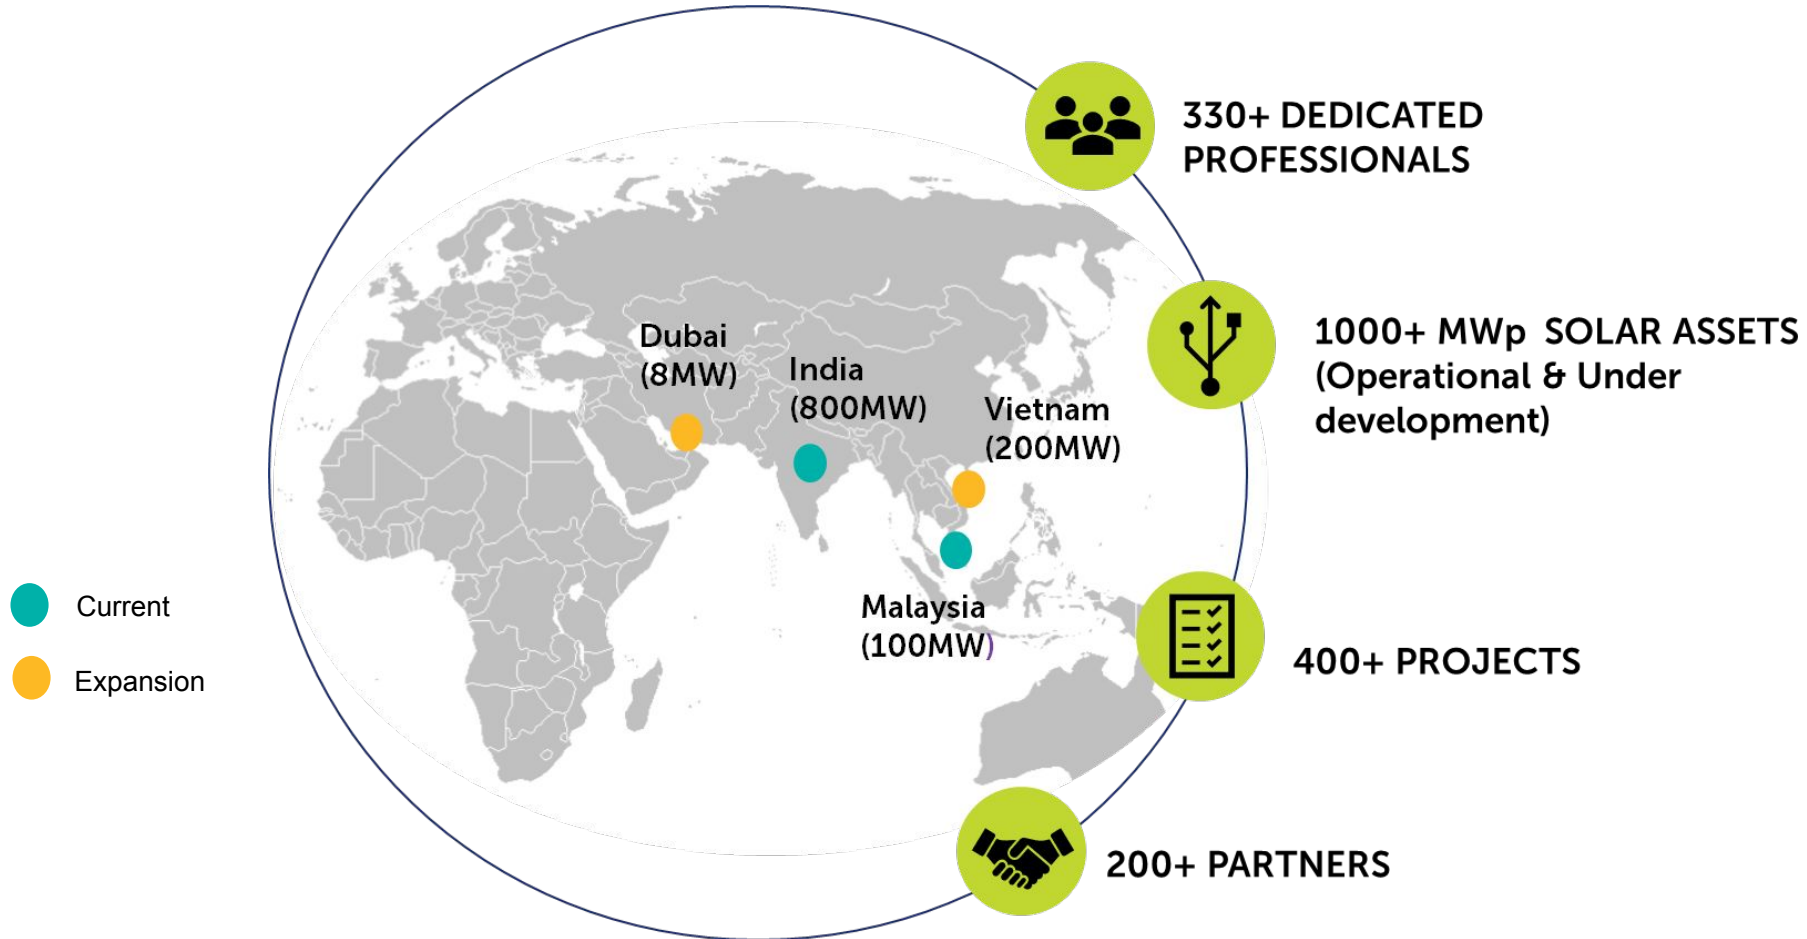 330+ DEDICATED
PROFESSIONALS
1000+ MWp SOLAR ASSETS
(Operational & Under
development)
Dubai
(8MW)
India
(800MW)
Vietnam
(200MW)
Malaysia
(100MW)
Current
Expansion
400+ PROJECTS
200+ PARTNERS